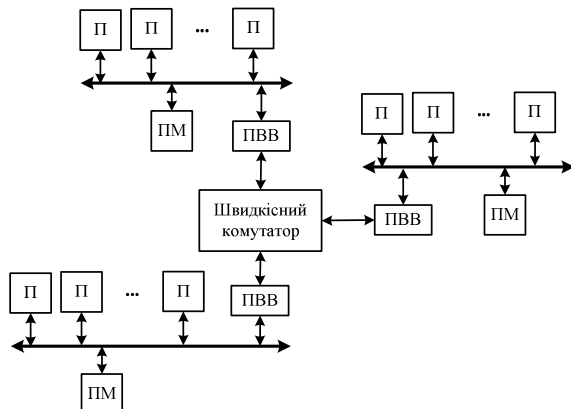 П П ... П
ПМ ПВВ
П П ... П
Швидкісний
комутатор
ПВВ ПМ
П П ... П
ПВВ
ПМ